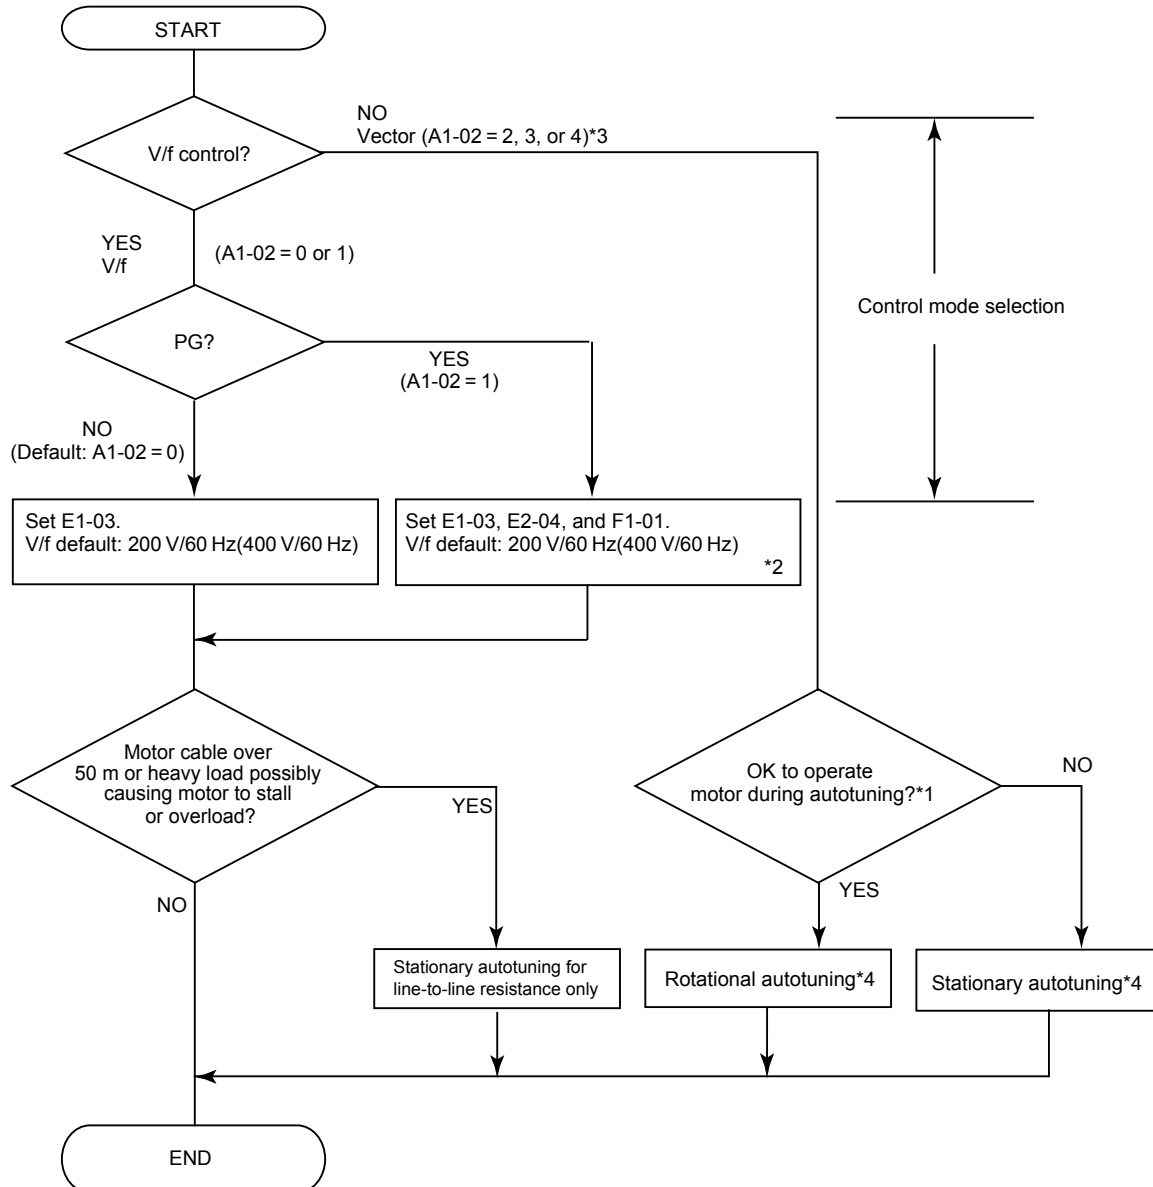 START
NO
Vector (A1-02 = 2, 3, or 4)*3
V/f control?
YES
V/f
(A1-02 = 0 or 1)
Control mode selection
PG?
YES
(A1-02 = 1)
NO
(Default: A1-02 = 0)
Set E1-03.
V/f default: 200 V/60 Hz(400 V/60 Hz)
Set E1-03, E2-04, and F1-01.
V/f default: 200 V/60 Hz(400 V/60 Hz)
*2
Motor cable over
50 m or heavy load possibly
causing motor to stall
or overload?
YES
NO
OK to operate
motor during autotuning?*1
NO
YES
Stationary autotuning for
line-to-line resistance only
Rotational autotuning*4
Stationary autotuning*4
END